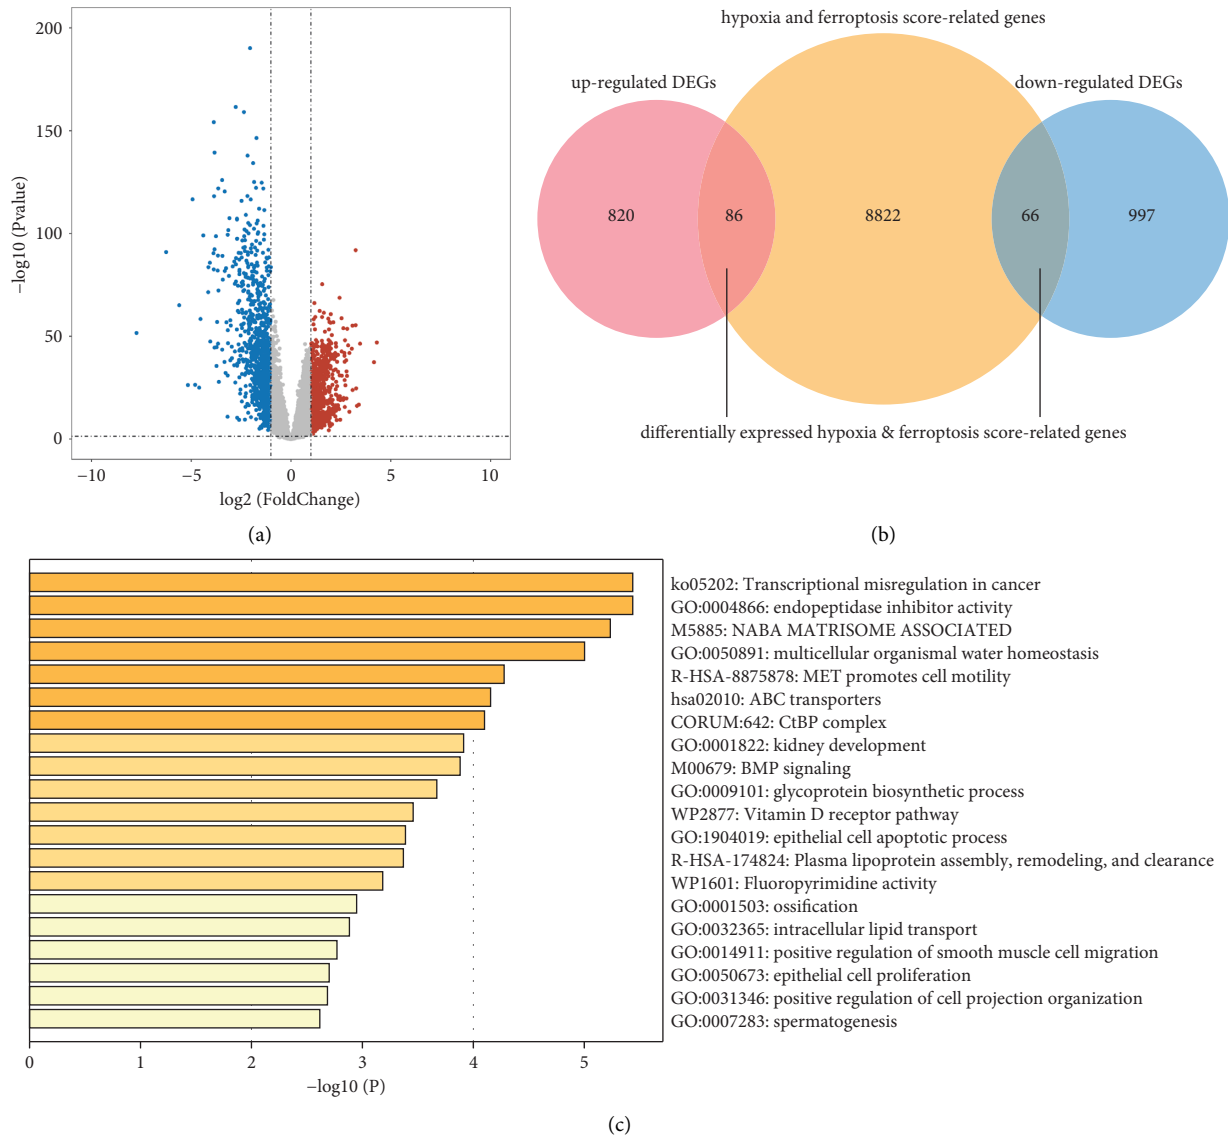 200
150
100
50
0
−log10 (Pvalue)
−10
−5
0
5
10
log2 (FoldChange)
(a)
hypoxia and ferroptosis score-related genes
up-regulated DEGs
down-regulated DEGs
820
86
8822
66
997
differentially expressed hypoxia & ferroptosis score-related genes
(b)
ko05202: Transcriptional misregulation in cancer
GO:0004866: endopeptidase inhibitor activity
M5885: NABA MATRISOME ASSOCIATED
GO:0050891: multicellular organismal water homeostasis
R-HSA-8875878: MET promotes cell motility
hsa02010: ABC transporters
CORUM:642: CtBP complex
GO:0001822: kidney development
M00679: BMP signaling
GO:0009101: glycoprotein biosynthetic process
WP2877: Vitamin D receptor pathway
GO:1904019: epithelial cell apoptotic process
R-HSA-174824: Plasma lipoprotein assembly, remodeling, and clearance
WP1601: Fluoropyrimidine activity
GO:0001503: ossification
GO:0032365: intracellular lipid transport
GO:0014911: positive regulation of smooth muscle cell migration
GO:0050673: epithelial cell proliferation
GO:0031346: positive regulation of cell projection organization
GO:0007283: spermatogenesis
0
1
2
3
4
5
−log10 (P)
(c)